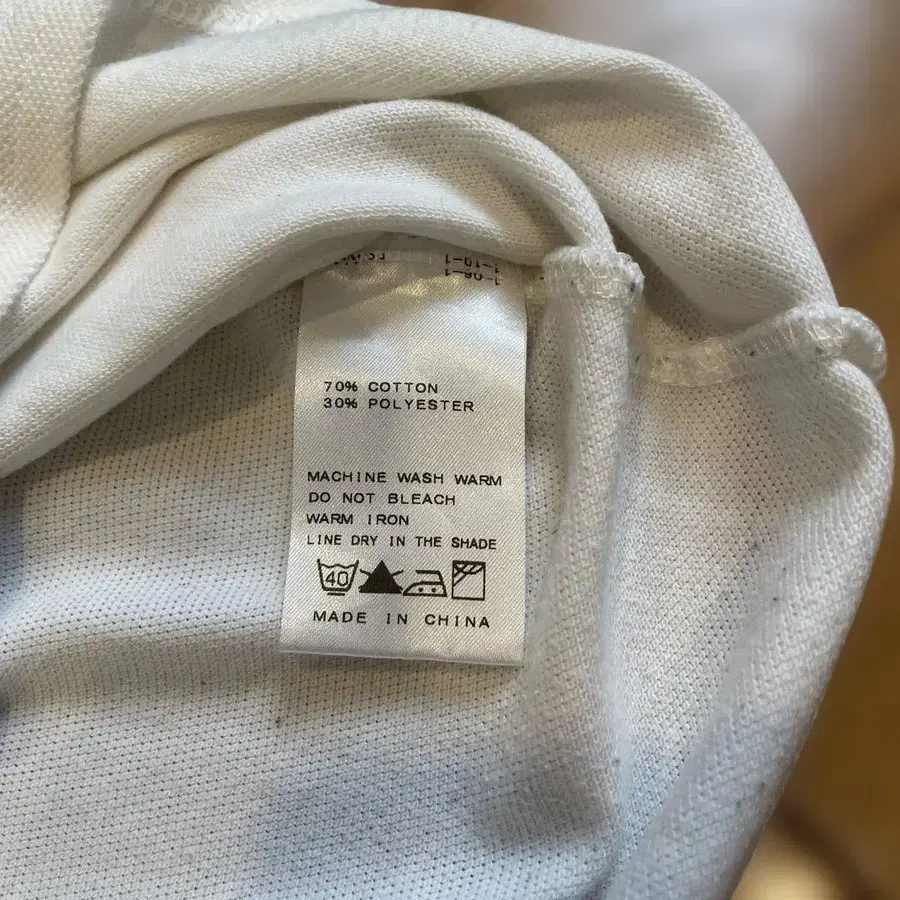 70% COTTON
30% POLYESTER
MACHINE WASH WARM
DO NOT BLEACH
WARM IRON
LINE DRY IN THE SHADE
40
MADE IN CHINA